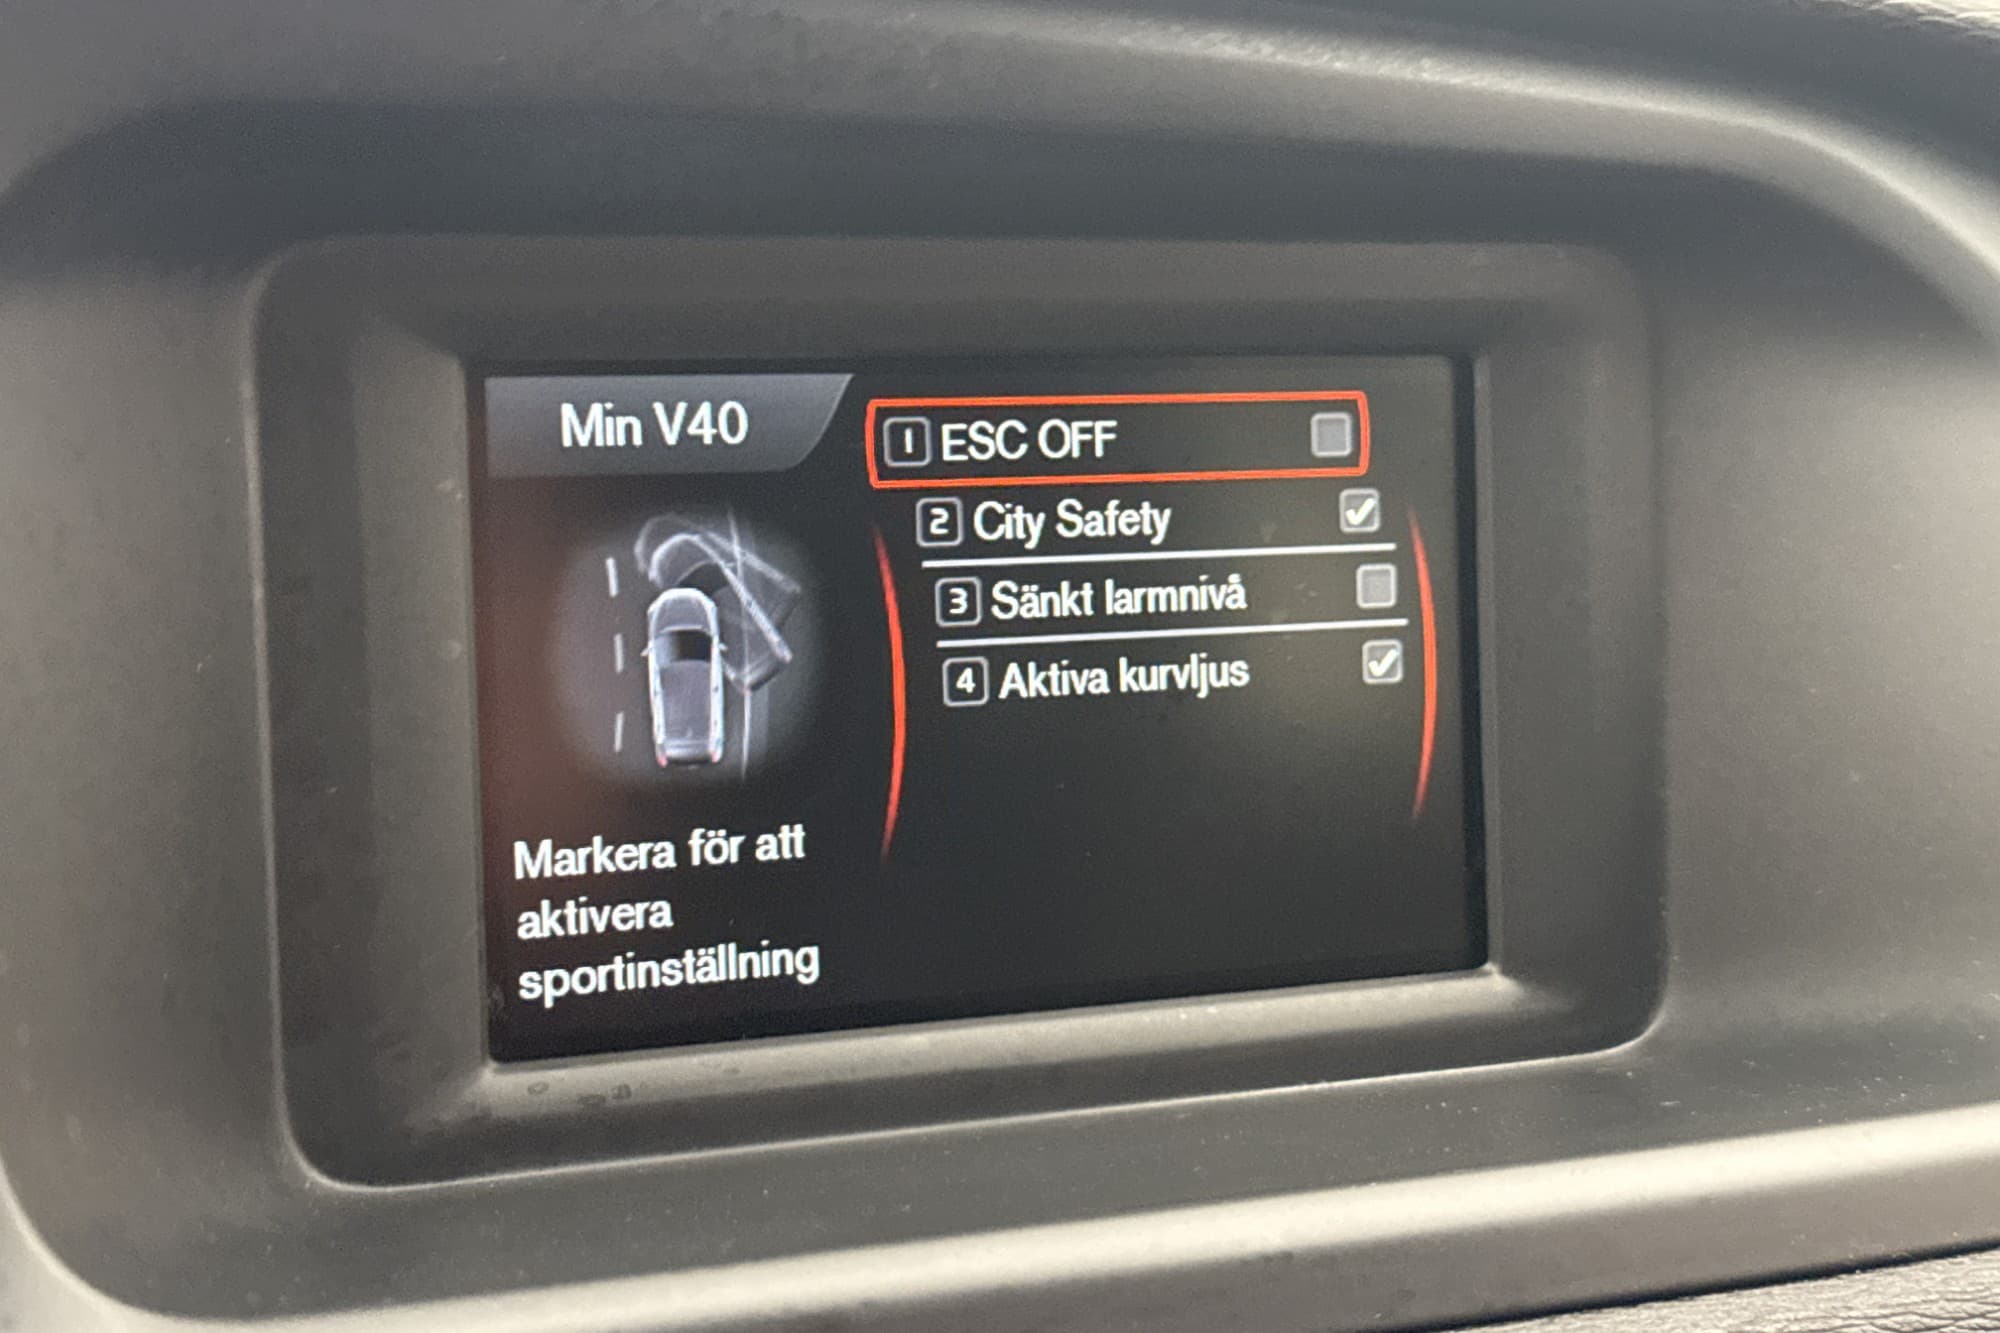 Min V40
1 ESC OFF
2 City Safety
3 Sänkt larmnivå
4 Aktiva kurvljus
Markera för att
aktivera
sportinställning